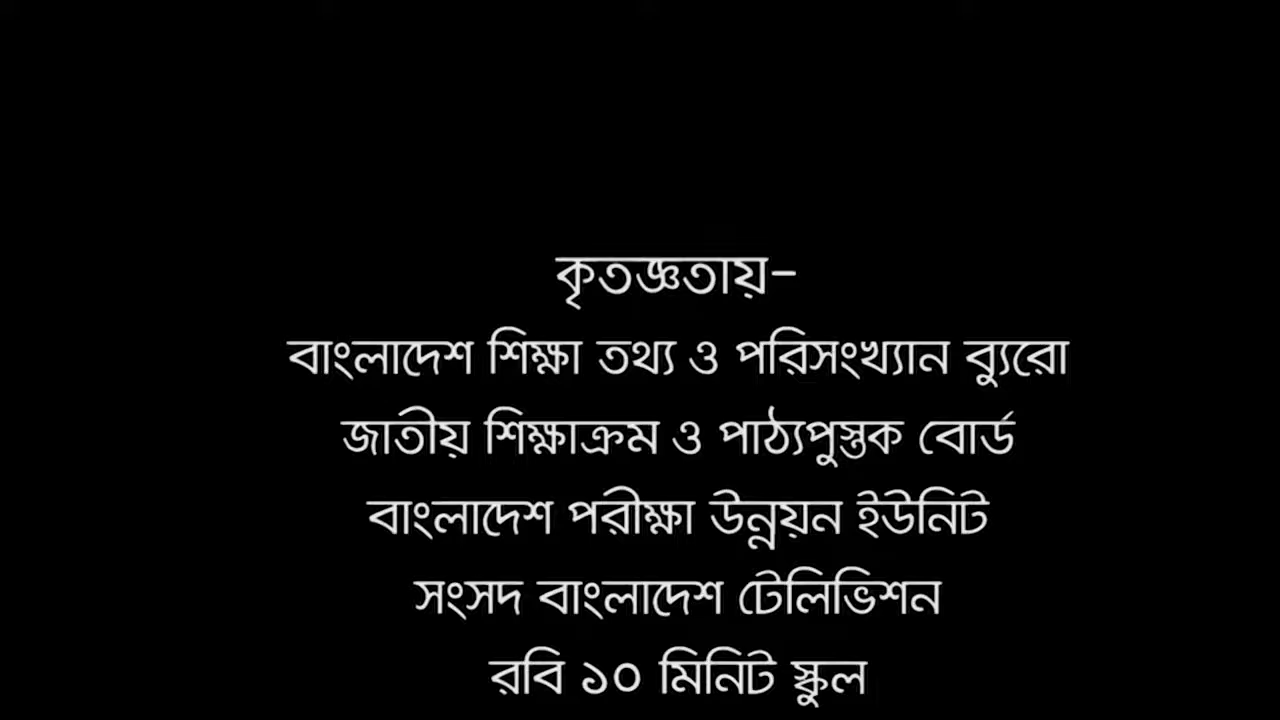 কৃতজ্ঞতায়-
বাংলাদেশ শিক্ষা তথ্য ও পরিসংখ্যান ব্যুরো
জাতীয় শিক্ষাক্রম ও পাঠ্যপুস্তক বোর্ড
বাংলাদেশ পরীক্ষা উন্নয়ন ইউনিট
সংসদ বাংলাদেশ টেলিভিশন
রবি ১০ মিনিট স্কুল